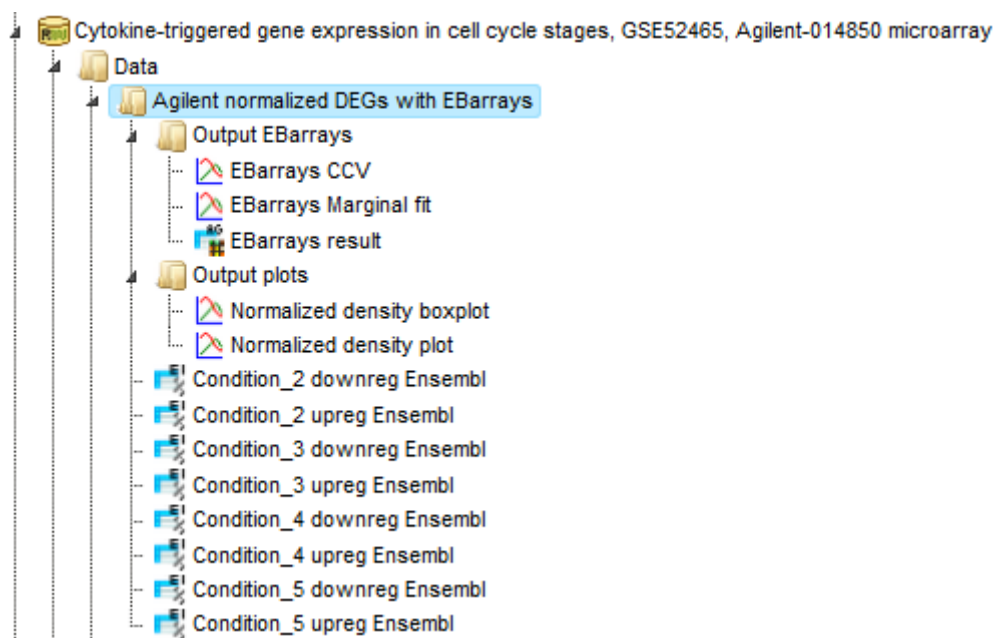 Cytokine-triggered gene expression in cell cycle stages, GSE52465, Agilent-014850 microarray
Data
Agilent normalized DEGs with EBarrays
Output EBarrays
EBarrays CCV
EBarrays Marginal fit
EBarrays result
Output plots
Normalized density boxplot
Normalized density plot
Condition_2 downreg Ensembl
Condition_2 upreg Ensembl
Condition_3 downreg Ensembl
Condition_3 upreg Ensembl
Condition_4 downreg Ensembl
Condition_4 upreg Ensembl
Condition_5 downreg Ensembl
Condition_5 upreg Ensembl